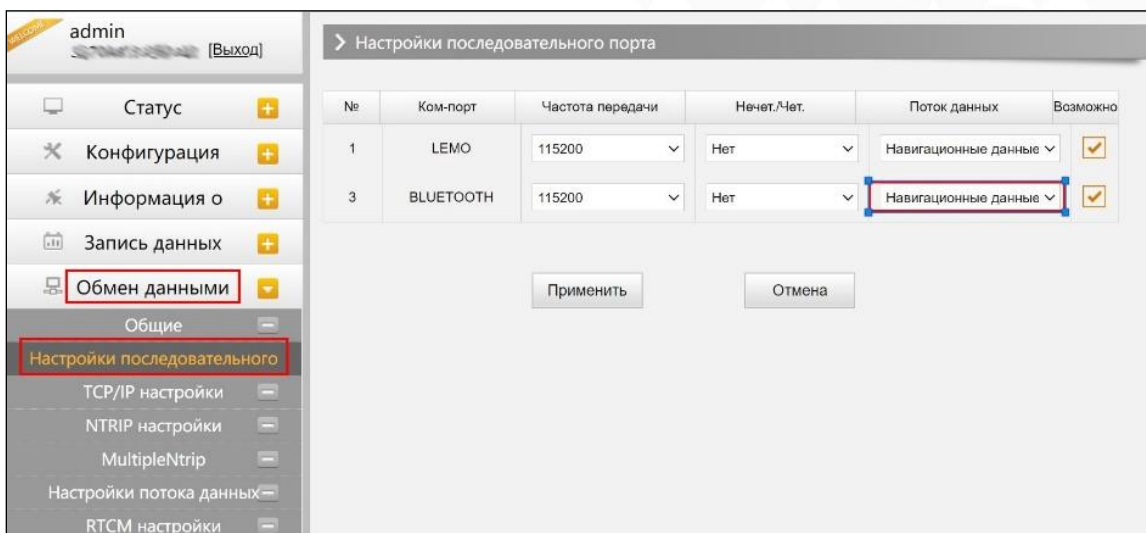 WELCOME
admin
[Выход]
Статус
Конфигурация
Информация о
Запись данных
Обмен данными
Общие
Настройки последовательного
TCP/IP настройки
NTRIP настройки
MultipleNtrip
Настройки потока данных
RTCM настройки
Настройки последовательного порта
№ Ком-порт Частота передачи Нечет./Чет. Поток данных Возможно
1 LEMO 115200 Нет Навигационные данные
3 BLUETOOTH 115200 Нет Навигационные данные
Применить Отмена